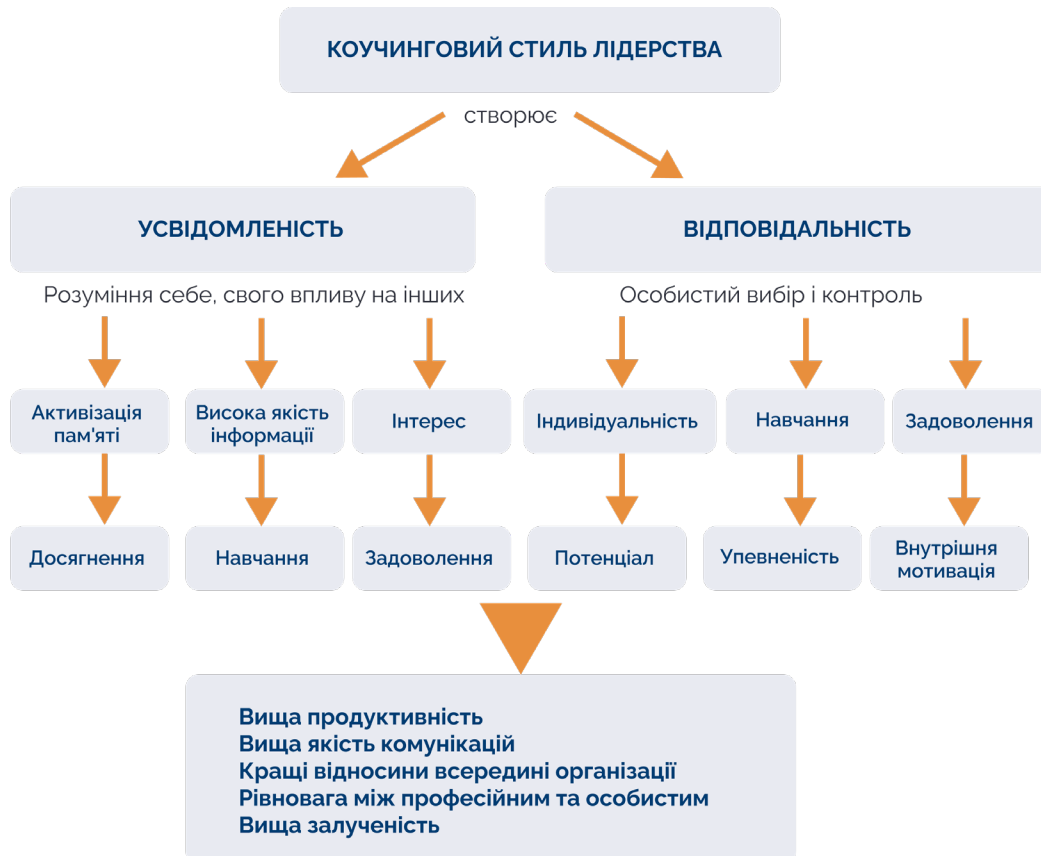 КОУЧИНГОВИЙ СТИЛЬ ЛІДЕРСТВА
створює
УСВІДОМЛЕНІСТЬ
ВІДПОВІДАЛЬНІСТЬ
Розуміння себе, свого впливу на інших
Особистий вибір і контроль
Активізація
пам'яті
Висока якість
інформації
Інтерес
Індивідуальність
Навчання
Задоволення
Досягнення
Навчання
Задоволення
Потенціал
Упевненість
Внутрішня
мотивація
Вища продуктивність
Вища якість комунікацій
Кращі відносини всередині організації
Рівновага між професійним та особистим
Вища залученість